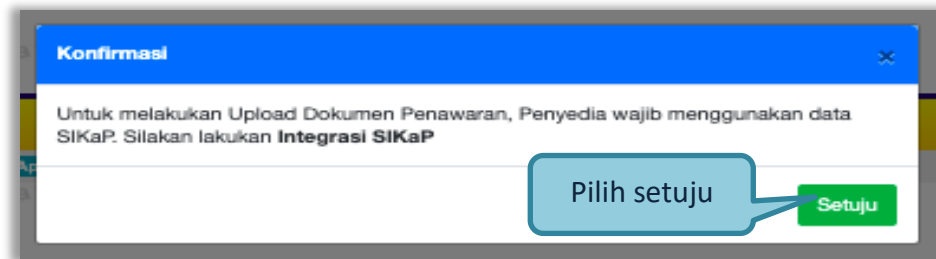 Konfirmasi
Untuk melakukan Upload Dokumen Penawaran, Penyedia wajib menggunakan data
SIKaP. Silakan lakukan Integrasi SIKaP
Pilih setuju
Setuju